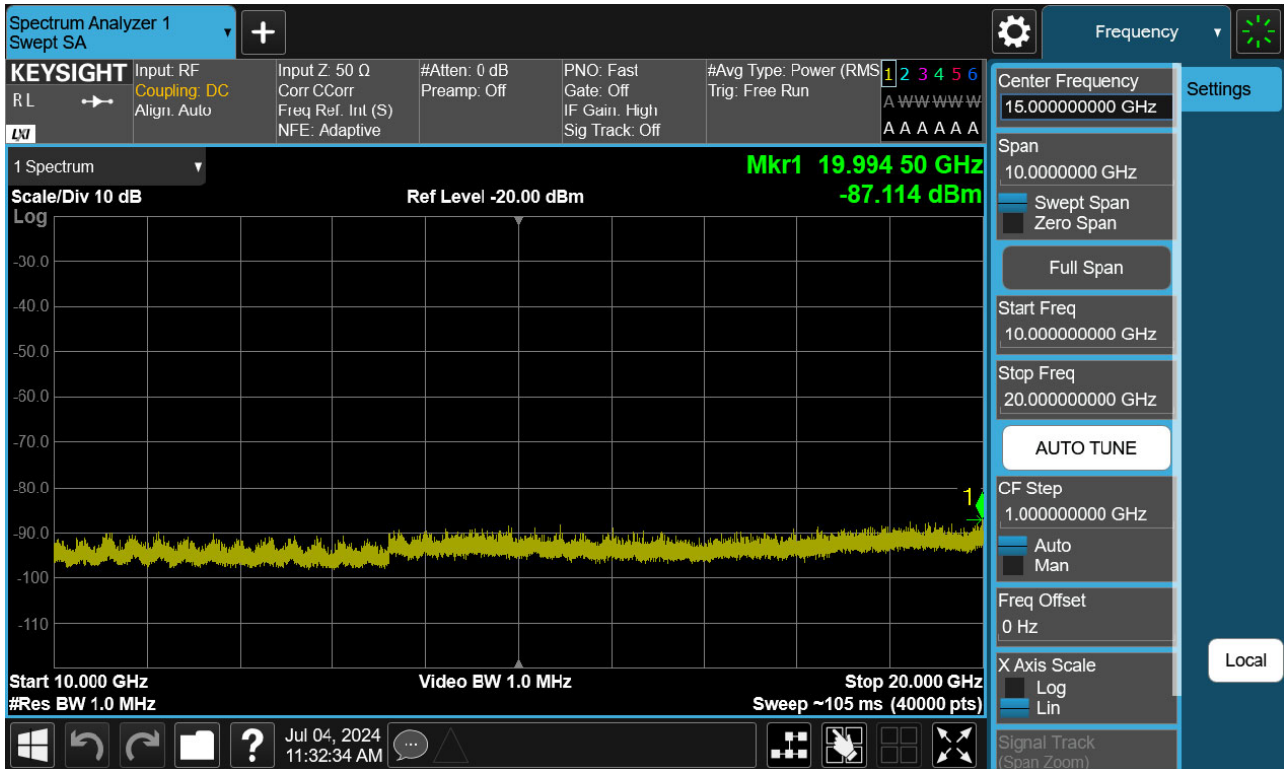 Spectrum Analyzer 1
Swept SA
+
Frequency
KEYSIGHT
R L
LXI
Input: RF
Coupling: DC
Align: Auto
Input Z: 50 Ω
Corr CCorr
Freq Ref: Int (S)
NFE: Adaptive
#Atten: 0 dB
Preamp: Off
PNO: Fast
Gate: Off
IF Gain: High
Sig Track: Off
#Avg Type: Power (RMS
Trig: Free Run
1 2 3 4 5 6
A W W W W W
A A A A A A
1 Spectrum
Scale/Div 10 dB
Ref Level -20.00 dBm
Mkr1 19.994 50 GHz
-87.114 dBm
Log
-30.0
-40.0
-50.0
-60.0
-70.0
-80.0
-90.0
-100
-110
1
Start 10.000 GHz
#Res BW 1.0 MHz
Video BW 1.0 MHz
Stop 20.000 GHz
Sweep ~105 ms (40000 pts)
?
Jul 04, 2024
11:32:34 AM
Center Frequency
15.000000000 GHz
Span
10.0000000 GHz
Swept Span
Zero Span
Full Span
Start Freq
10.000000000 GHz
Stop Freq
20.000000000 GHz
AUTO TUNE
CF Step
1.000000000 GHz
Auto
Man
Freq Offset
0 Hz
X Axis Scale
Log
Lin
Signal Track
(Span Zoom)
Settings
Local